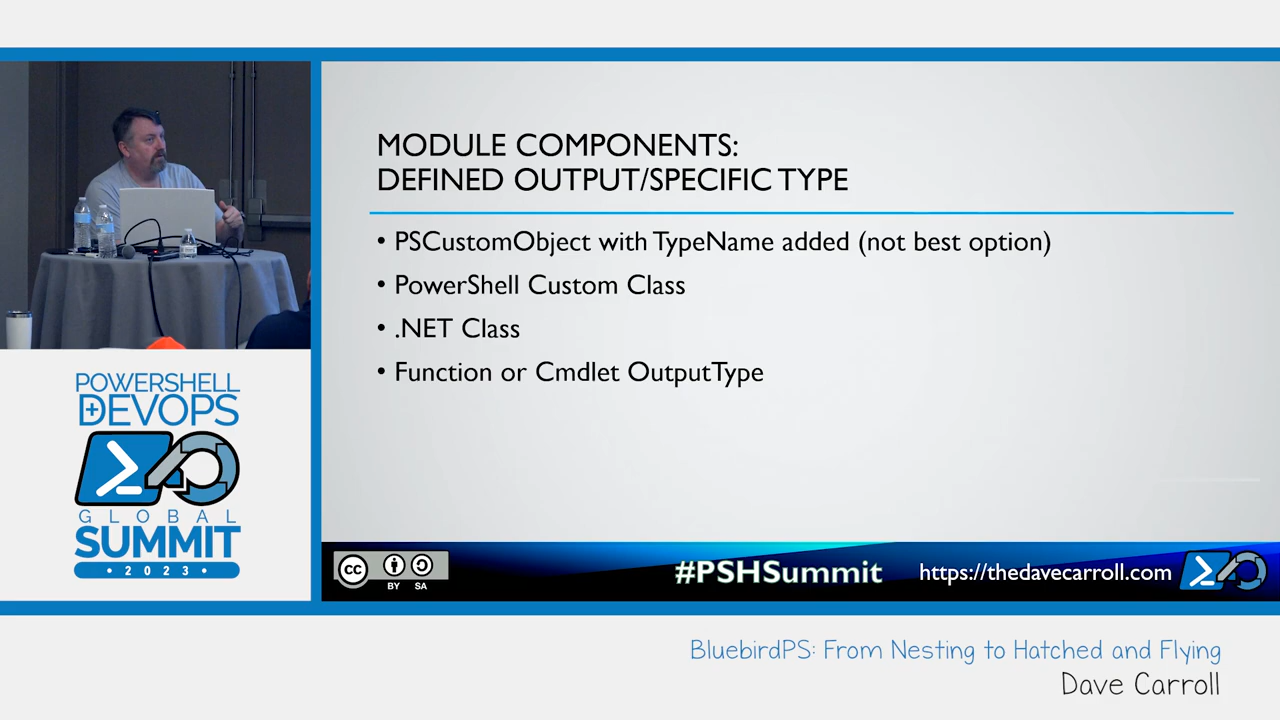 MODULE COMPONENTS:
DEFINED OUTPUT/SPECIFIC TYPE
• PSCustomObject with TypeName added (not best option)
• PowerShell Custom Class
• .NET Class
• Function or Cmdlet OutputType
POWERSHELL
+DEVOPS
GLOBAL
SUMMIT
• 2023 •
cc
BY SA
#PSHSummit
https://thedavecarroll.com
BluebirdPS: From Nesting to Hatched and Flying
Dave Carroll